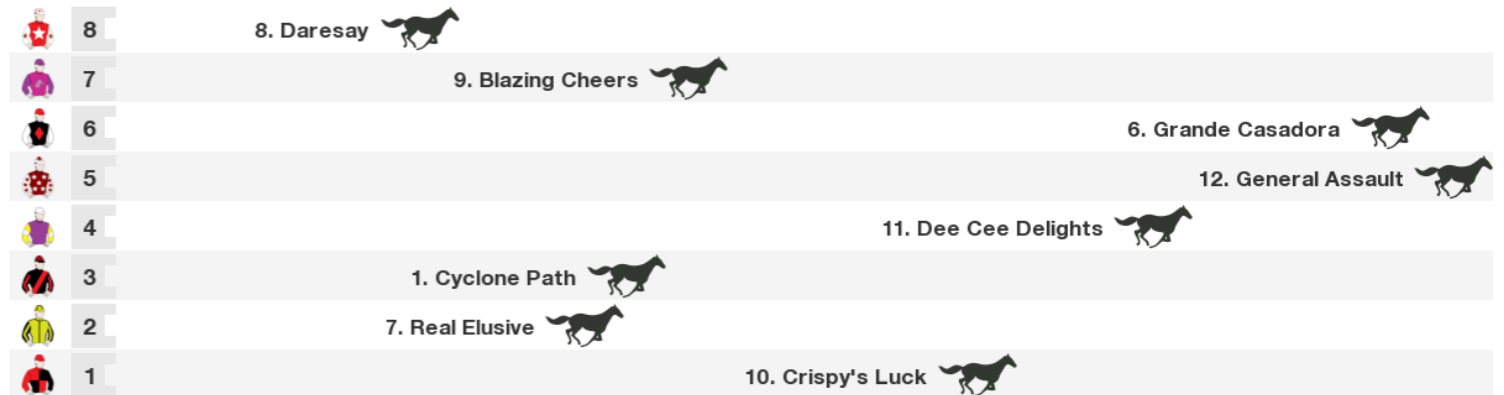 8 8. Daresay
7 9. Blazing Cheers
6 6. Grande Casadora
5 12. General Assault
4 11. Dee Cee Delights
3 1. Cyclone Path
2 7. Real Elusive
1 10. Crispy's Luck